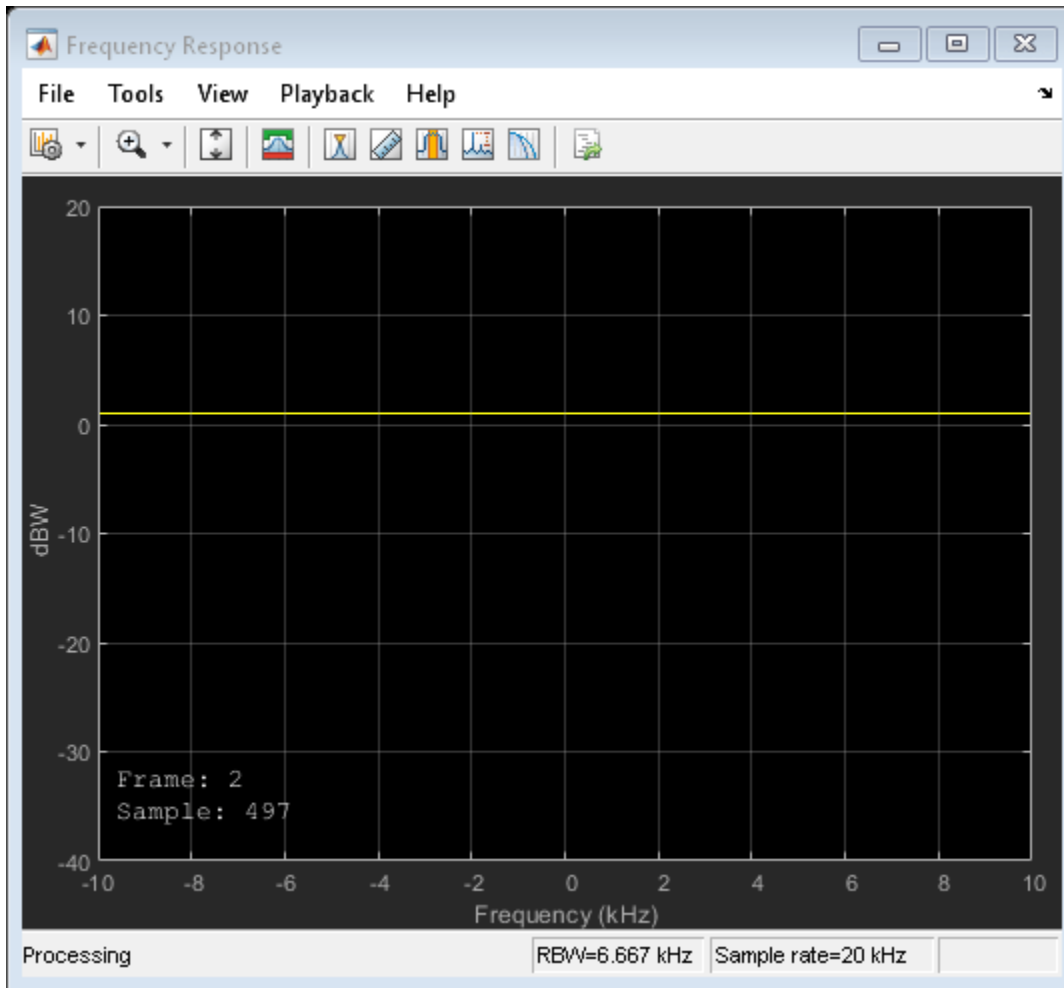 Frequency Response
File Tools View Playback Help
20
10
0
-10
-20
-30
-40
dBW
Frame: 2
Sample: 497
-10 -8 -6 -4 -2 0 2 4 6 8 10
Frequency (kHz)
Processing RBW=6.667 kHz Sample rate=20 kHz